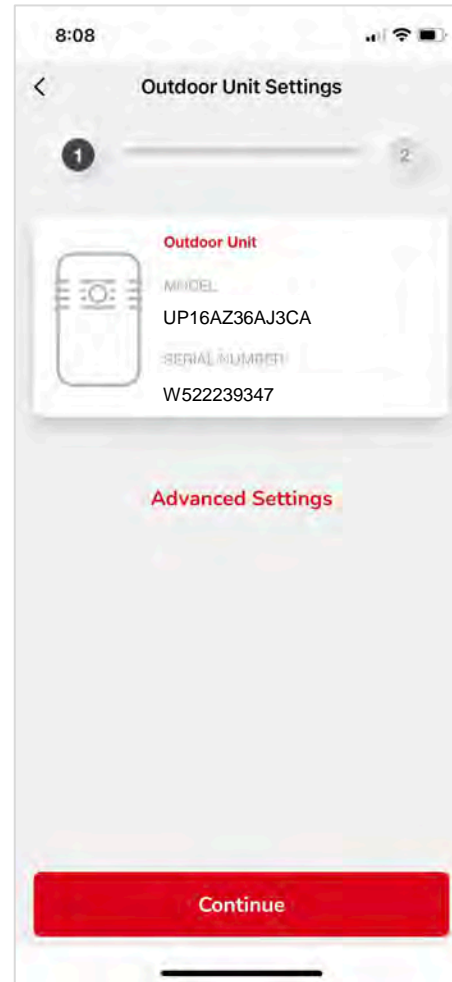 8:08
Outdoor Unit Settings
1 2
Outdoor Unit
MODEL
UP16AZ36AJ3CA
SERIAL NUMBER
W522239347
Advanced Settings
Continue